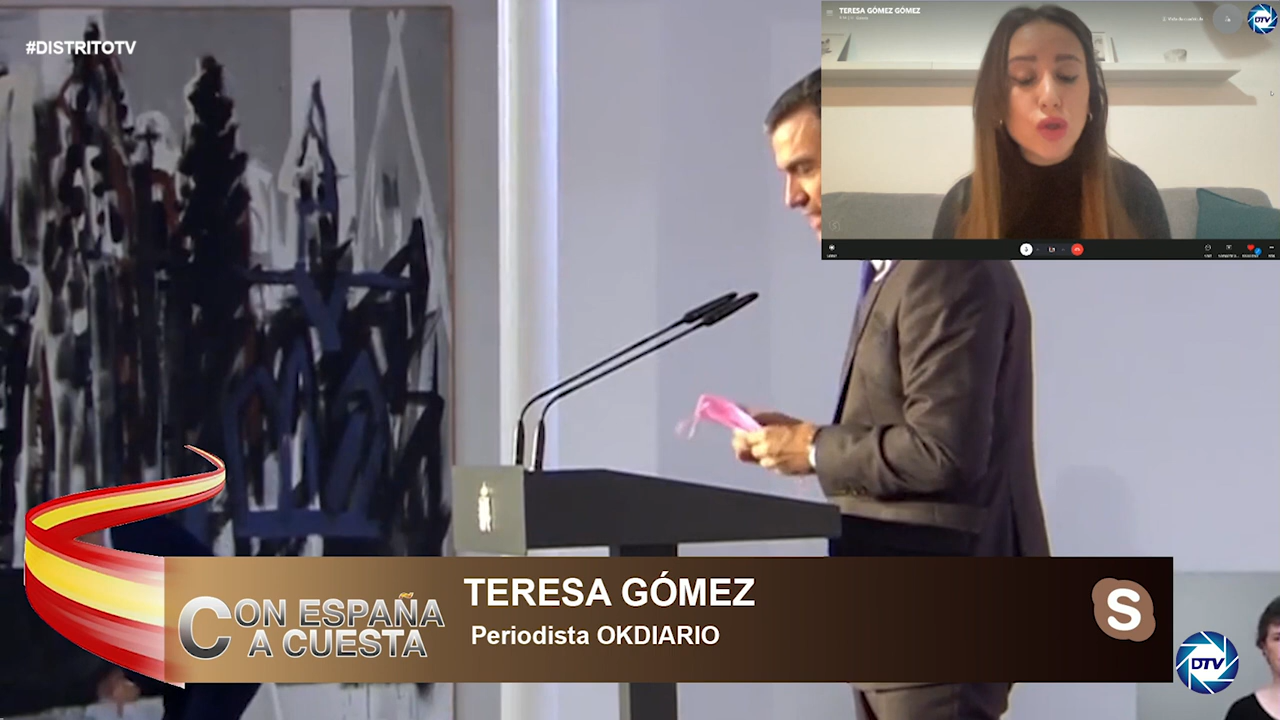 #DISTRITOTV
TERESA GÓMEZ GÓMEZ
DTV
TERESA GÓMEZ
Periodista OKDIARIO
CON ESPAÑA
A CUESTA
S
DTV